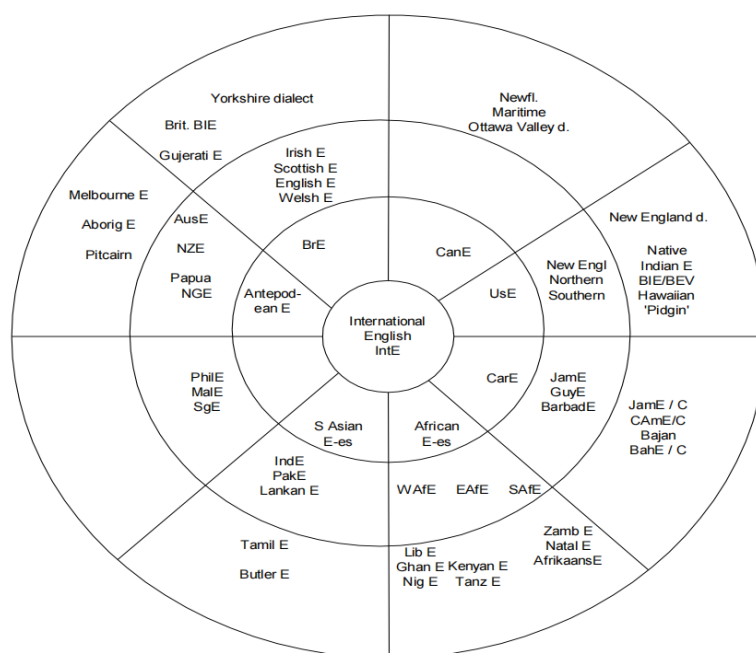 Yorkshire dialect
Brit. BlE
Gujerati E
Irish E
Scottish E
English E
Welsh E
BrE
Newfl.
Maritime
Ottawa Valley d.
CanE
New England d.
Native
Indian E
BlE/BEV
Hawaiian
'Pidgin'
New Engl
Northern
Southern
UsE
Melbourne E
Aborig E
Pitcairn
AusE
NZE
Papua
NGE
Antepod-
ean E
International
English
IntE
PhilE
MalE
SgE
S Asian
E-es
IndE
PakE
Lankan E
Tamil E
Butler E
African
E-es
WAfE EAfE SAfE
Lib E
Ghan E
Nig E
Kenyan E
Tanz E
Zamb E
Natal E
AfrikaansE
CarE
JamE
GuyE
BarbadE
JamE / C
CAmE/C
Bajan
BahE / C